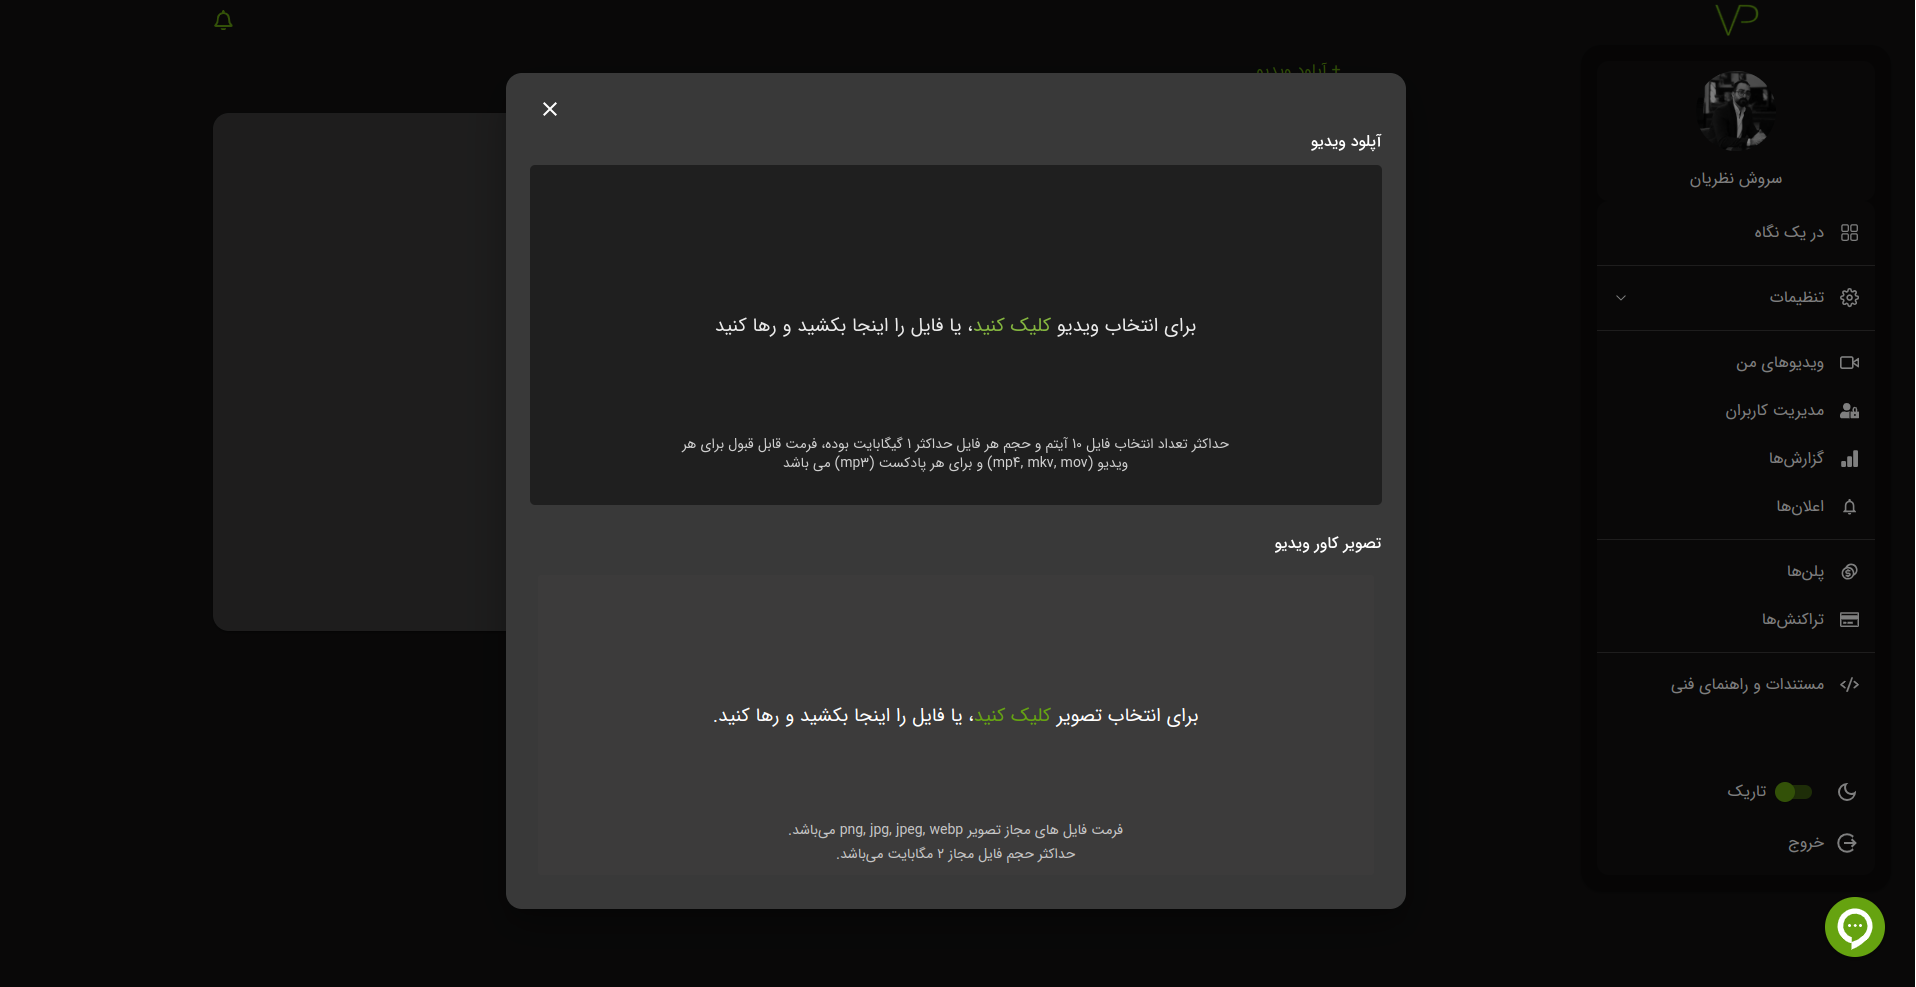 VP
+ آپلود ویدیو
سروش نظریان
در یک نگاه
تنظیمات
ویدیوهای من
مدیریت کاربران
گزارش‌ها
اعلان‌ها
پلن‌ها
تراکنش‌ها
مستندات و راهنمای فنی
تاریک
خروج
آپلود ویدیو
برای انتخاب ویدیو کلیک کنید، یا فایل را اینجا بکشید و رها کنید
حداکثر تعداد انتخاب فایل ۱۰ آیتم و حجم هر فایل حداکثر ۱ گیگابایت بوده، فرمت قابل قبول برای هر
ویدیو (mp۴, mkv, mov) و برای هر پادکست (mp۳) می باشد
تصویر کاور ویدیو
برای انتخاب تصویر کلیک کنید، یا فایل را اینجا بکشید و رها کنید.
فرمت فایل های مجاز تصویر png, jpg, jpeg, webp می‌باشد.
حداکثر حجم فایل مجاز ۲ مگابایت می‌باشد.